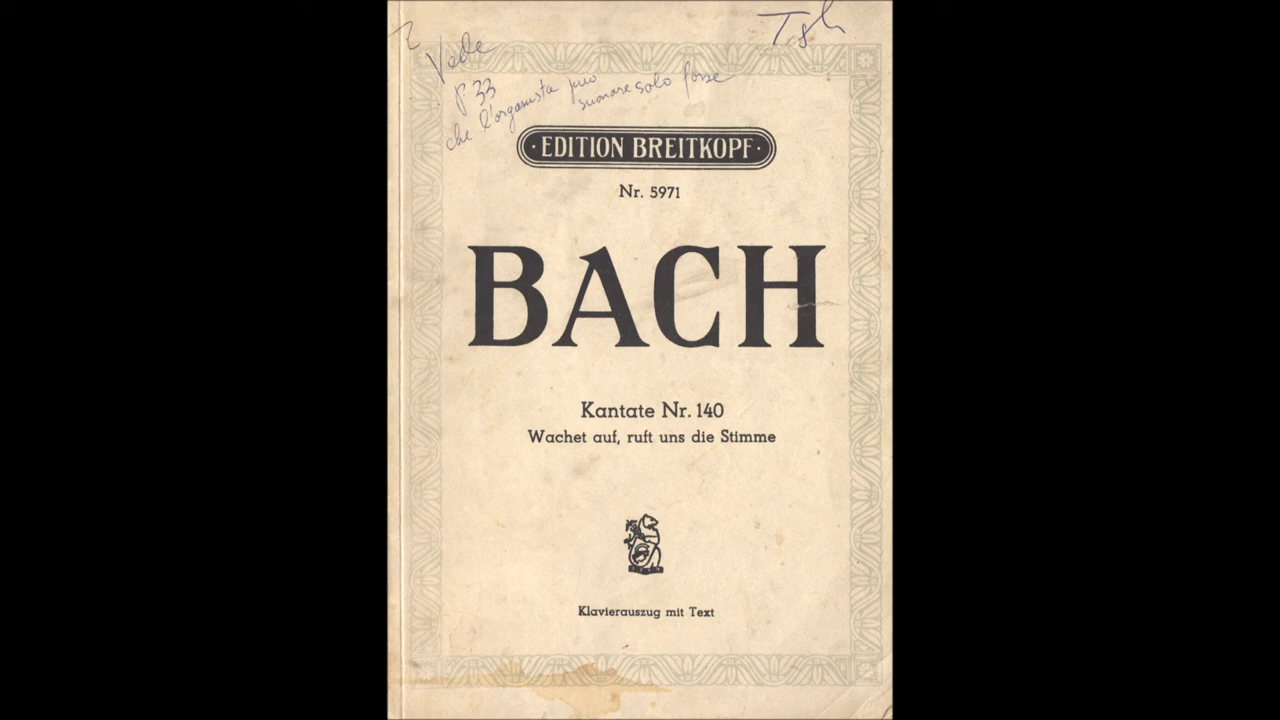 Vede
P 33
che l'organista può
suonare solo forse
EDITION BREITKOPF
Nr. 5971
BACH
Kantate Nr. 140
Wachet auf, ruft uns die Stimme
Klavierauszug mit Text